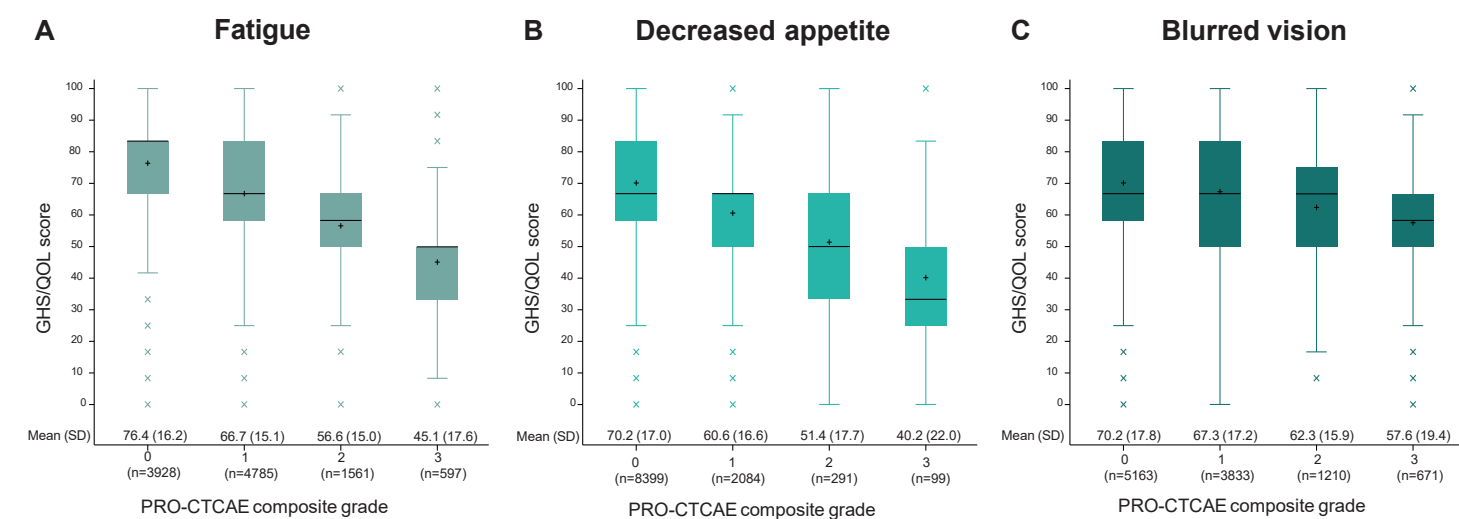 A Fatigue
GHS/QOL score
100
90
80
70
60
50
40
30
20
10
0
Mean (SD) 76.4 (16.2) 66.7 (15.1) 56.6 (15.0) 45.1 (17.6)
0 1 2 3
(n=3928) (n=4785) (n=1561) (n=597)
PRO-CTCAE composite grade
B Decreased appetite
GHS/QOL score
100
90
80
70
60
50
40
30
20
10
0
Mean (SD) 70.2 (17.0) 60.6 (16.6) 51.4 (17.7) 40.2 (22.0)
0 1 2 3
(n=8399) (n=2084) (n=291) (n=99)
PRO-CTCAE composite grade
C Blurred vision
GHS/QOL score
100
90
80
70
60
50
40
30
20
10
0
Mean (SD) 70.2 (17.8) 67.3 (17.2) 62.3 (15.9) 57.6 (19.4)
0 1 2 3
(n=5163) (n=3833) (n=1210) (n=671)
PRO-CTCAE composite grade